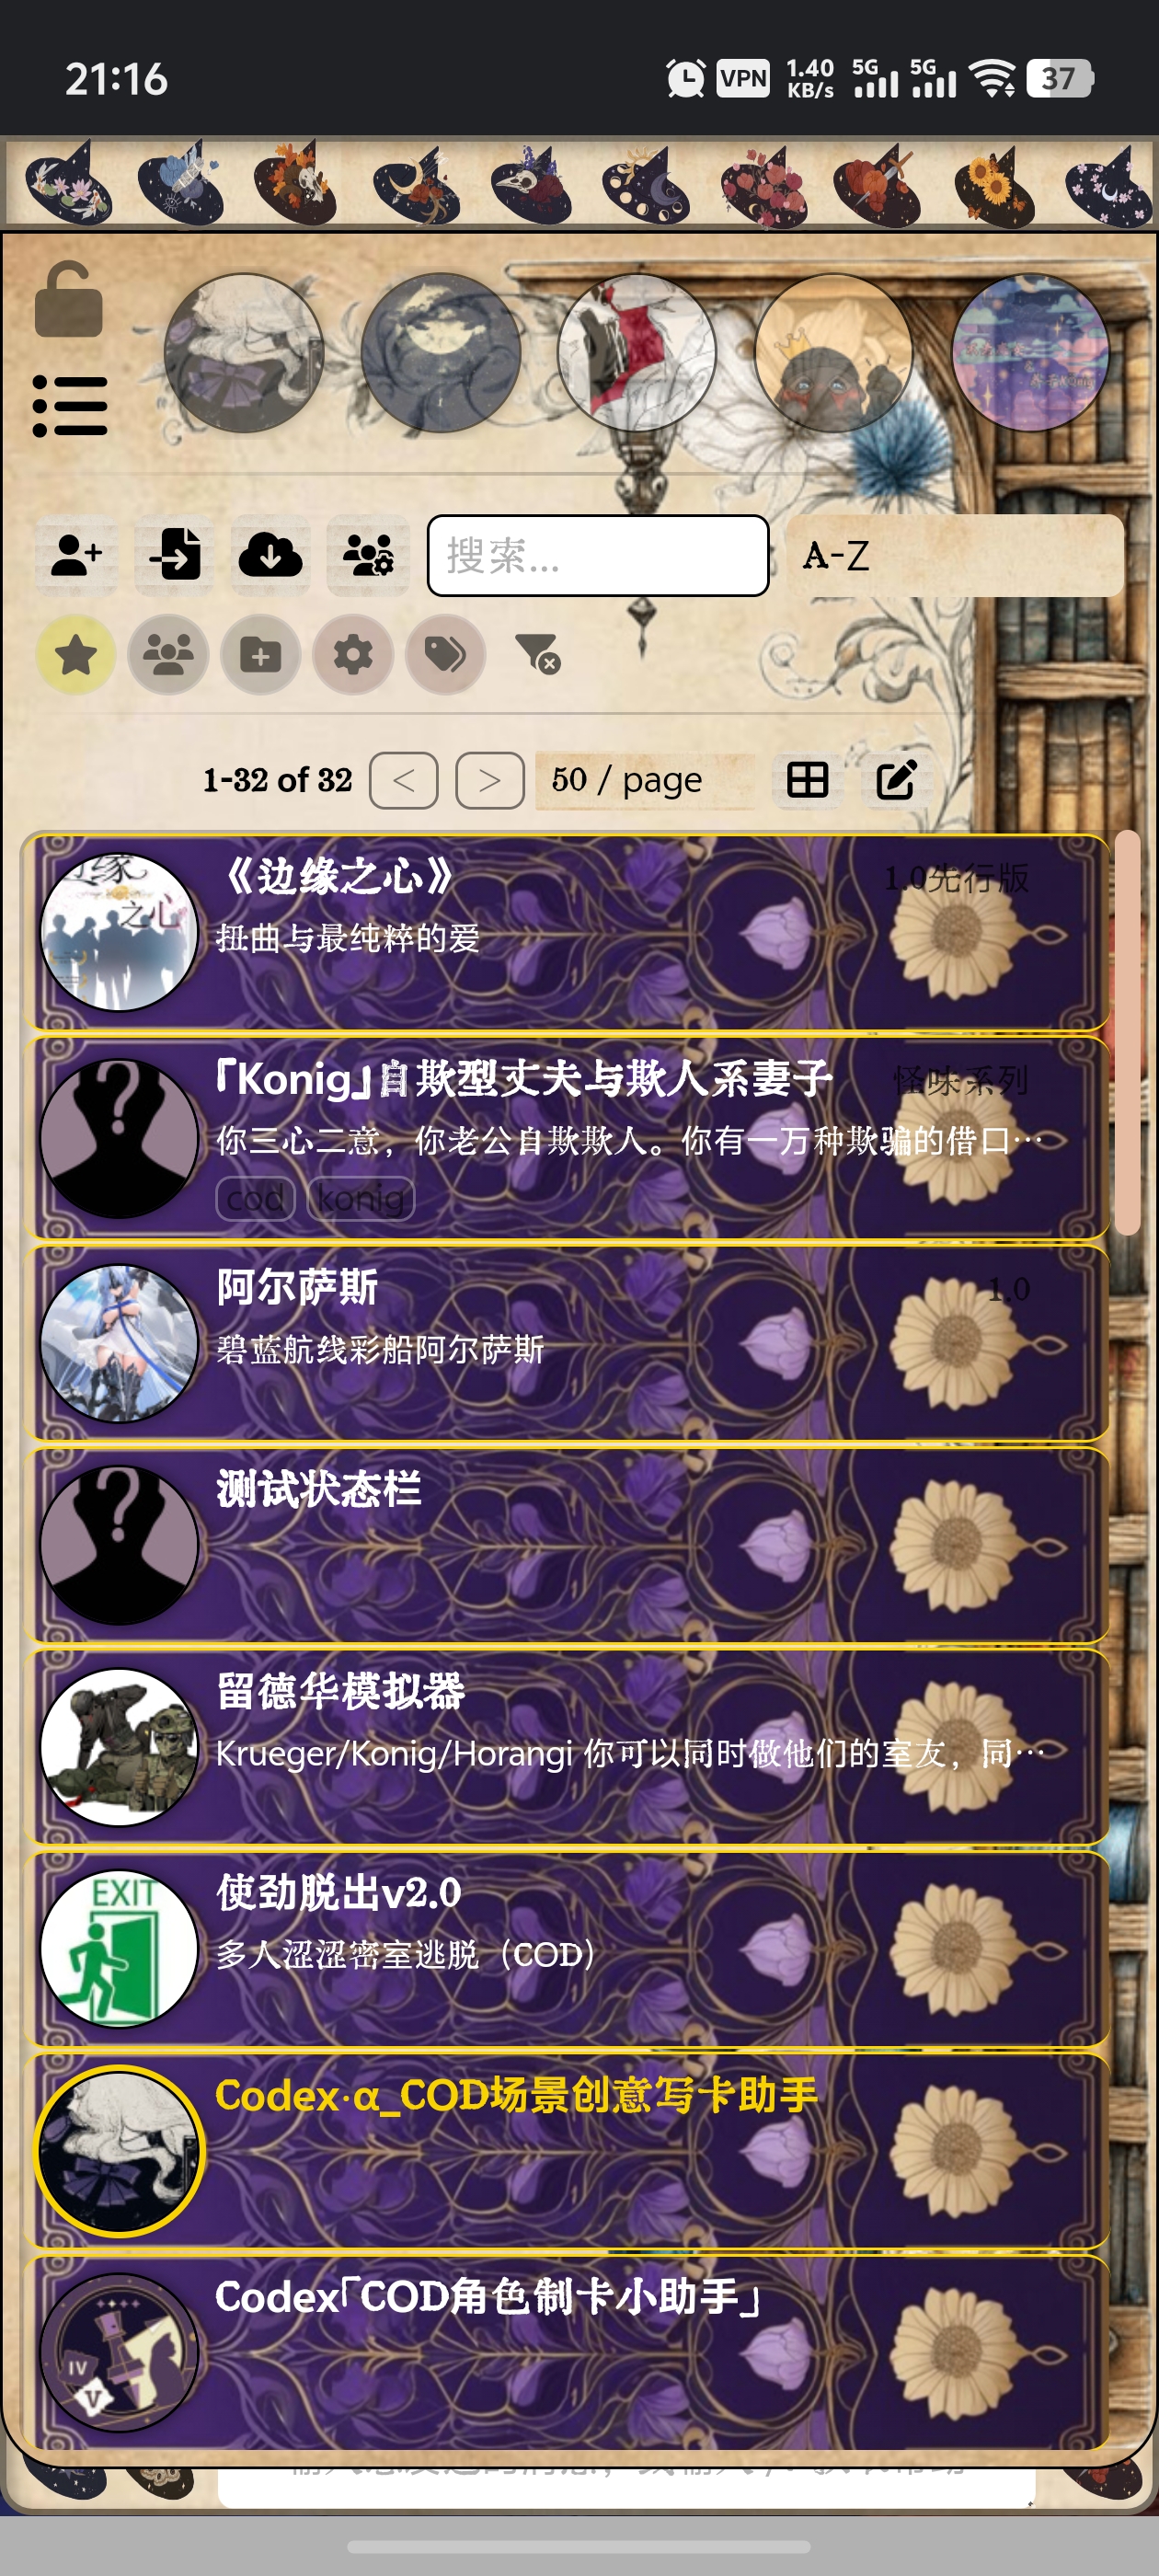 21:16
VPN 1.40 KB/s 5G 5G 37
搜索...
A-Z
1-32 of 32 < > 50 / page
边缘之心
《边缘之心》
1.0先行版
扭曲与最纯粹的爱
「Konig」自欺型丈夫与欺人系妻子
怪味系列
你三心二意，你老公自欺欺人。你有一万种欺骗的借口…
cod konig
阿尔萨斯
1.0
碧蓝航线彩船阿尔萨斯
测试状态栏
留德华模拟器
Krueger/Konig/Horangi 你可以同时做他们的室友，同…
EXIT
使劲脱出v2.0
多人涩涩密室逃脱（COD）
Codex·α_COD场景创意写卡助手
IV
V
Codex「COD角色制卡小助手」